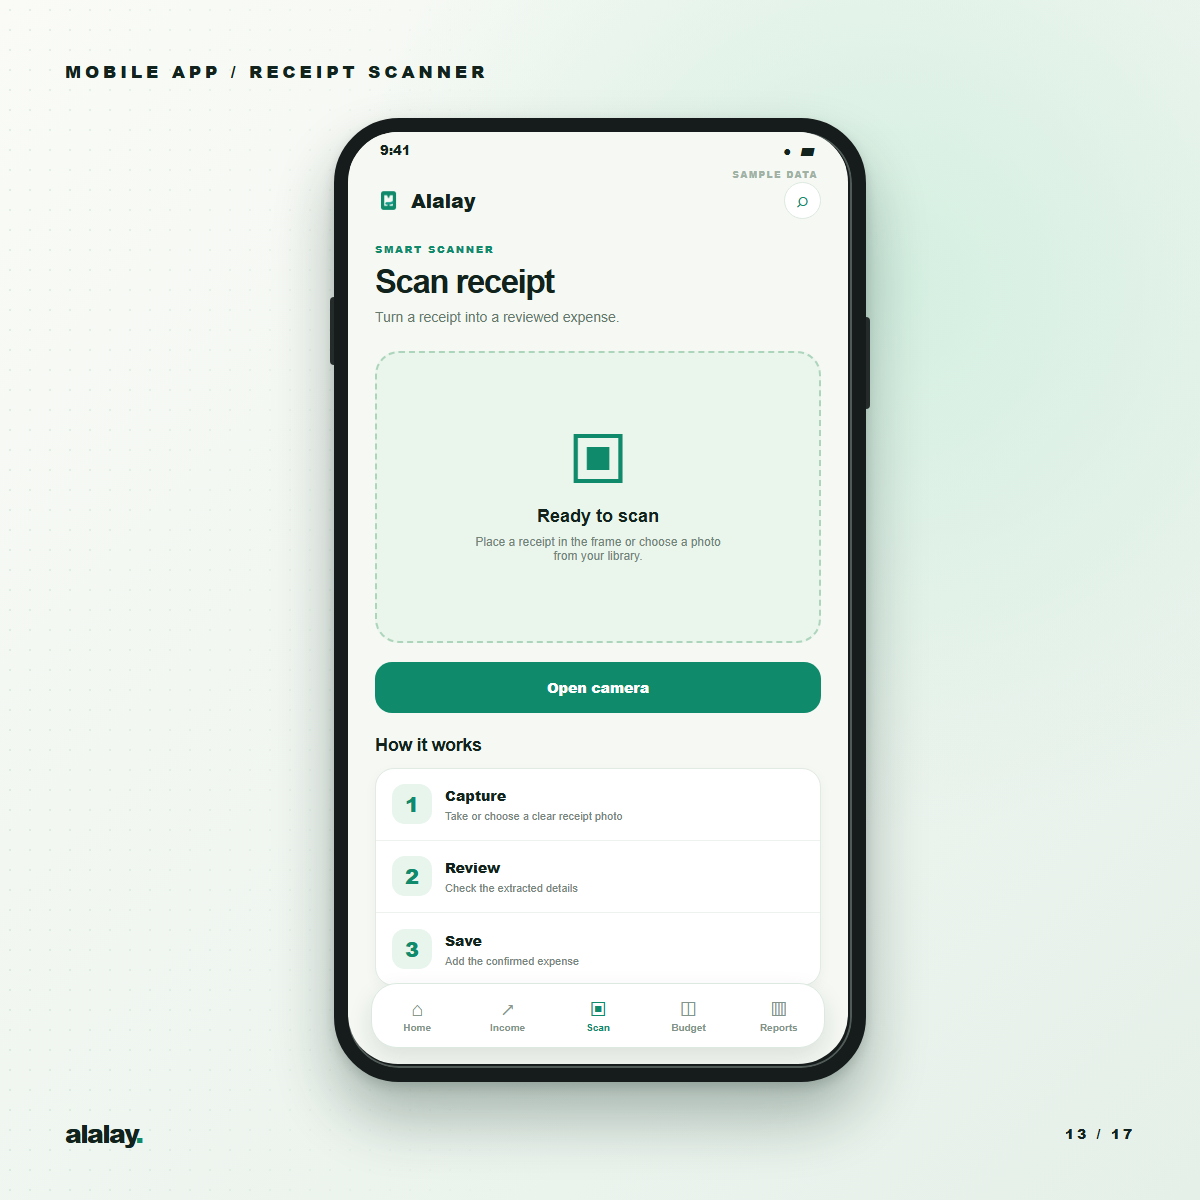 MOBILE APP / RECEIPT SCANNER
9:41
SAMPLE DATA
Alalay
SMART SCANNER
Scan receipt
Turn a receipt into a reviewed expense.
Ready to scan
Place a receipt in the frame or choose a photo
from your library.
Open camera
How it works
1
Capture
Take or choose a clear receipt photo
2
Review
Check the extracted details
3
Save
Add the confirmed expense
Home
Income
Scan
Budget
Reports
alalay.
13 / 17